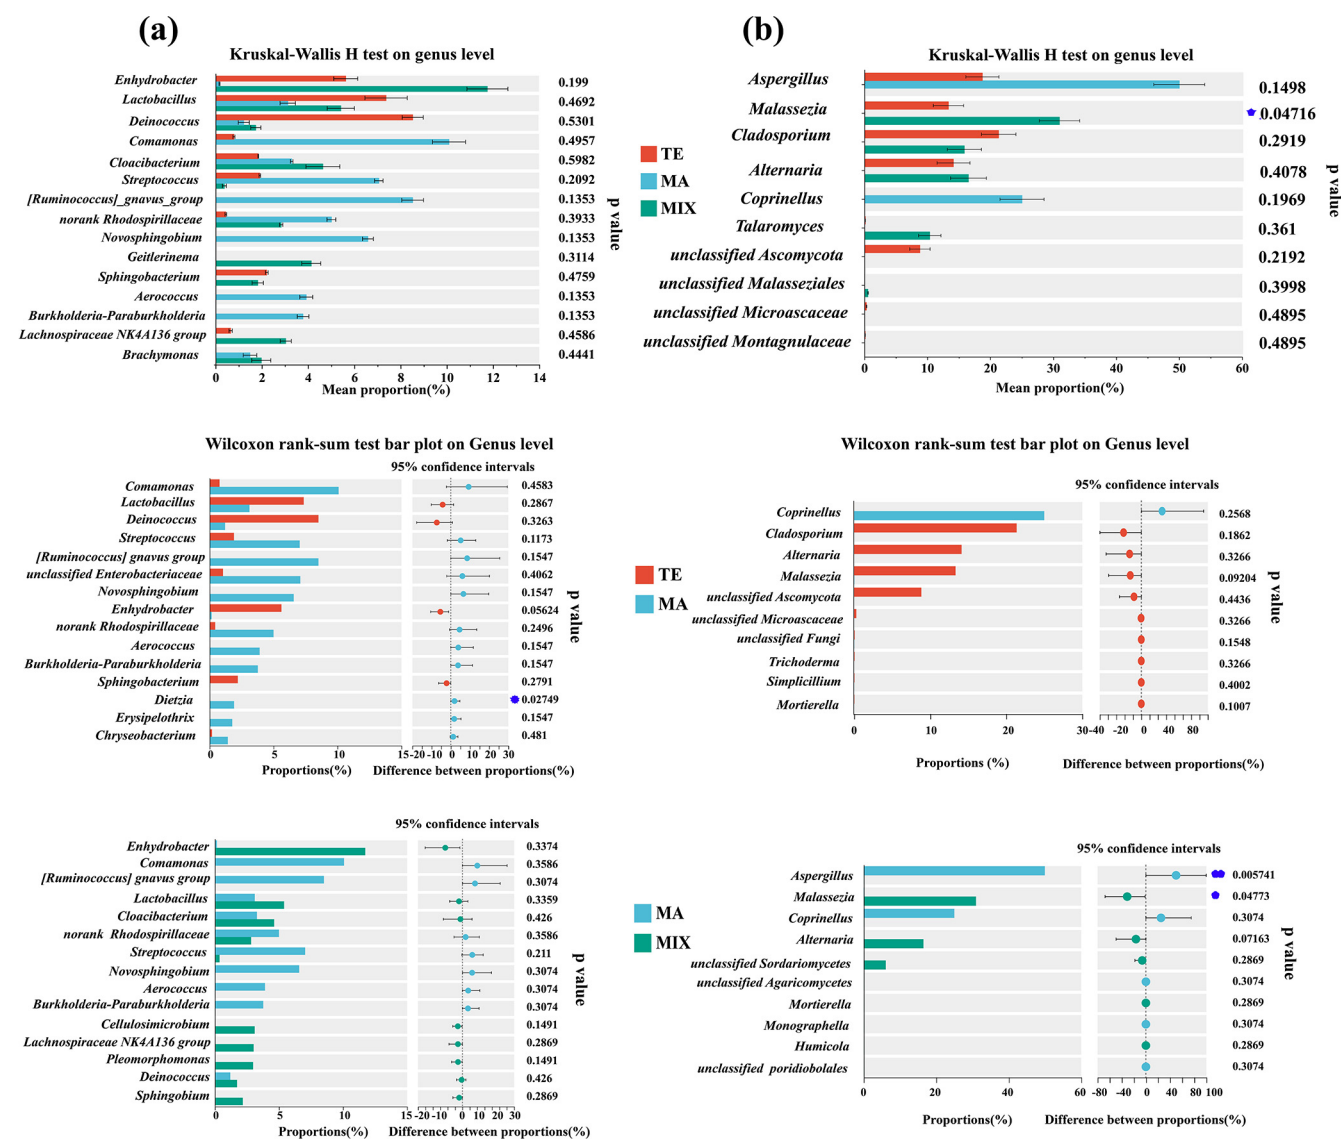 (a)
Kruskal-Wallis H test on genus level
Enhydrobacter 0.199
Lactobacillus 0.4692
Deinococcus 0.5301
Comamonas 0.4957
Cloacibacterium 0.5982
Streptococcus 0.2092
[Ruminococcus]_gnavus_group 0.1353
norank Rhodospirillaceae 0.3933
Novosphingobium 0.1353
Geitlerinema 0.3114
Sphingobacterium 0.4759
Aerococcus 0.1353
Burkholderia-Paraburkholderia 0.1353
Lachnospiraceae NK4A136 group 0.4586
Brachymonas 0.4441
0 2 4 6 8 10 12 14
Mean proportion(%)
p value
TE
MA
MIX
(b)
Kruskal-Wallis H test on genus level
Aspergillus 0.1498
Malassezia 0.04716
Cladosporium 0.2919
Alternaria 0.4078
Coprinellus 0.1969
Talaromyces 0.361
unclassified Ascomycota 0.2192
unclassified Malasseziales 0.3998
unclassified Microascaceae 0.4895
unclassified Montagnulaceae 0.4895
0 10 20 30 40 50 60
Mean proportion(%)
p value
Wilcoxon rank-sum test bar plot on Genus level
95% confidence intervals
Comamonas 0.4583
Lactobacillus 0.2867
Deinococcus 0.3263
Streptococcus 0.1173
[Ruminococcus] gnavus group 0.1547
unclassified Enterobacteriaceae 0.4062
Novosphingobium 0.1547
Enhydrobacter 0.05624
norank Rhodospirillaceae 0.2496
Aerococcus 0.1547
Burkholderia-Paraburkholderia 0.1547
Sphingobacterium 0.2791
Dietzia 0.02749
Erysipelothrix 0.1547
Chryseobacterium 0.481
0 5 10 15 -20 -10 0 10 20 30
Proportions(%) Difference between proportions(%)
p value
TE
MA
Wilcoxon rank-sum test bar plot on Genus level
95% confidence intervals
Coprinellus 0.2568
Cladosporium 0.1862
Alternaria 0.3266
Malassezia 0.09204
unclassified Ascomycota 0.4436
unclassified Microascaceae 0.3266
unclassified Fungi 0.1548
Trichoderma 0.3266
Simplicillium 0.4002
Mortierella 0.1007
0 10 20 30 -40 0 40 80
Proportions (%) Difference between proportions(%)
p value
95% confidence intervals
Enhydrobacter 0.3374
Comamonas 0.3586
[Ruminococcus] gnavus group 0.3074
Lactobacillus 0.3359
Cloacibacterium 0.426
norank Rhodospirillaceae 0.3586
Streptococcus 0.211
Novosphingobium 0.3074
Aerococcus 0.3074
Burkholderia-Paraburkholderia 0.3074
Cellulosimicrobium 0.1491
Lachnospiraceae NK4A136 group 0.2869
Pleomorphomonas 0.1491
Deinococcus 0.426
Sphingobium 0.2869
0 5 10 15 -20 -10 0 10 20 30
Proportions(%) Difference between proportions(%)
p value
MA
MIX
95% confidence intervals
Aspergillus 0.005741
Malassezia 0.04773
Coprinellus 0.3074
Alternaria 0.07163
unclassified Sordariomycetes 0.2869
unclassified Agaricomycetes 0.3074
Mortierella 0.2869
Monographella 0.3074
Humicola 0.2869
unclassified poridiobolales 0.3074
0 20 40 60 -80 -40 0 40 80 100
Proportions(%) Difference between proportions(%)
p value